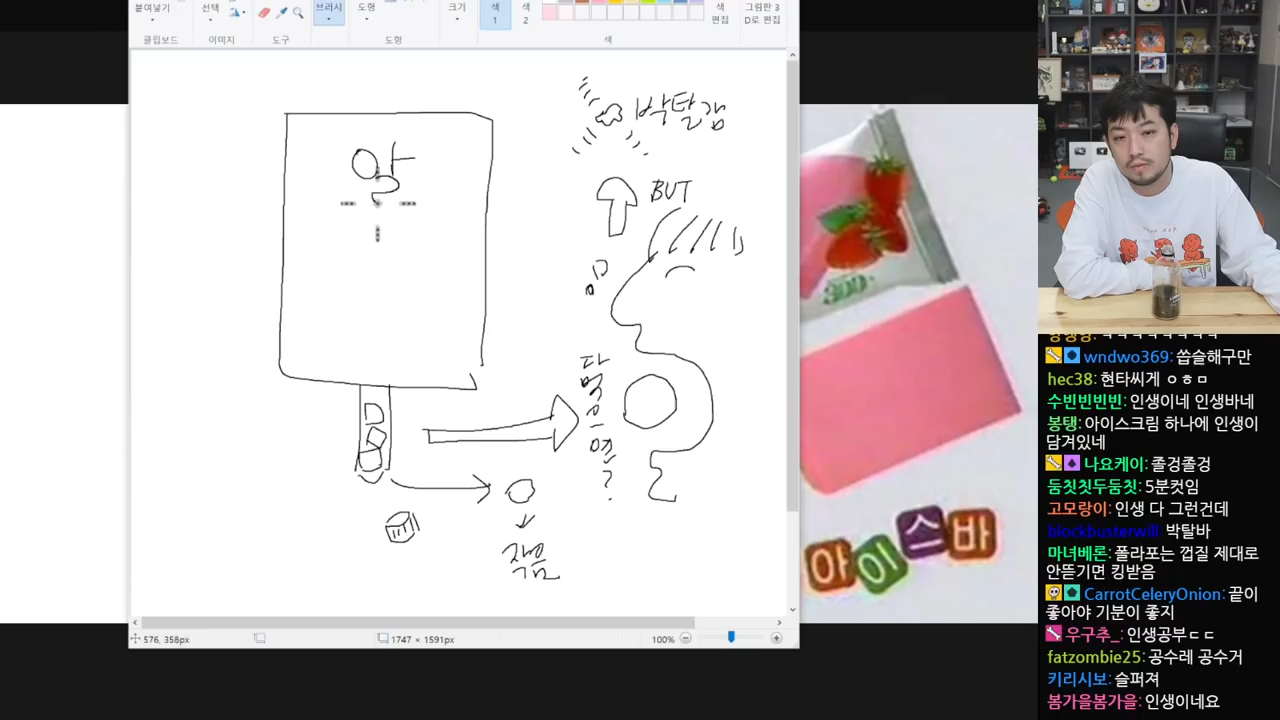 붙여넣기
선택
브러시
도형
크기
색
1
색
2
색
편집
그림판 3
D로 편집
클립보드
이미지
도구
도형
색
박탈감
BUT
양
다
먹으
면?
작음
576, 358px
1747 × 1591px
100%
아이스바
wndwo369: 씁슬해구만
hec38: 현타씨게 ㅇㅎㅁ
수빈빈빈빈: 인생이네 인생바네
봉탱: 아이스크림 하나에 인생이
담겨있네
나요케이: 졸겅졸겅
둠칫칫두둠칫: 5분컷임
고모랑이: 인생 다 그런건데
blockbusterwill: 박탈바
마녀베론: 폴라포는 껍질 제대로
안뜯기면 킹받음
CarrotCeleryOnion: 끝이
좋아야 기분이 좋지
우구추_: 인생공부ㄷㄷ
fatzombie25: 공수레 공수거
키리시보: 슬퍼져
봄가을봄가을: 인생이네요